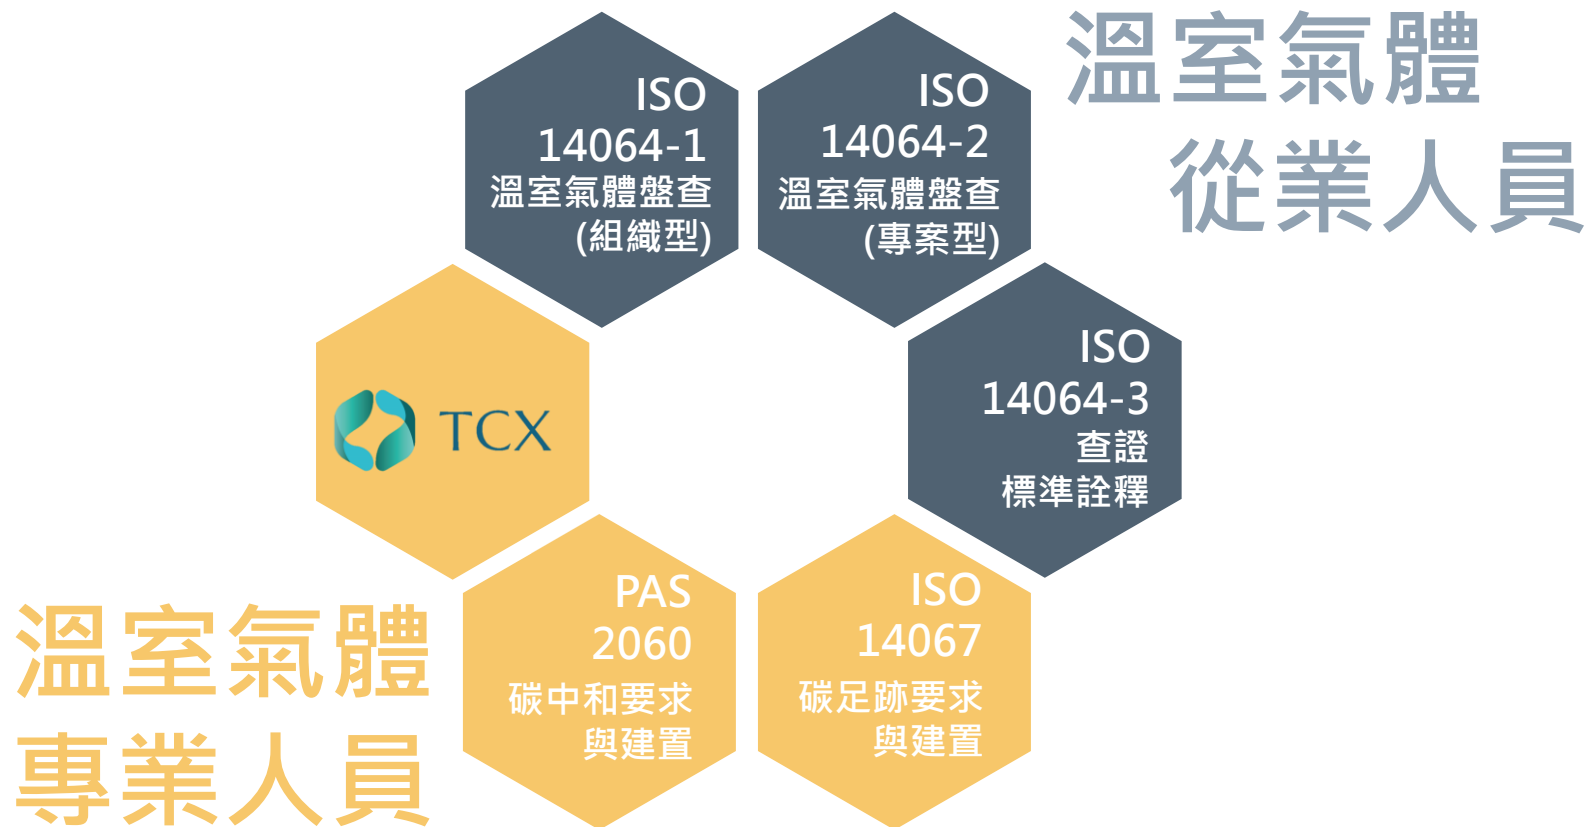 溫室氣體
從業人員
ISO
14064-1
溫室氣體盤查
(組織型)
ISO
14064-2
溫室氣體盤查
(專案型)
ISO
14064-3
查證
標準詮釋
TCX
PAS
2060
碳中和要求
與建置
ISO
14067
碳足跡要求
與建置
溫室氣體
專業人員